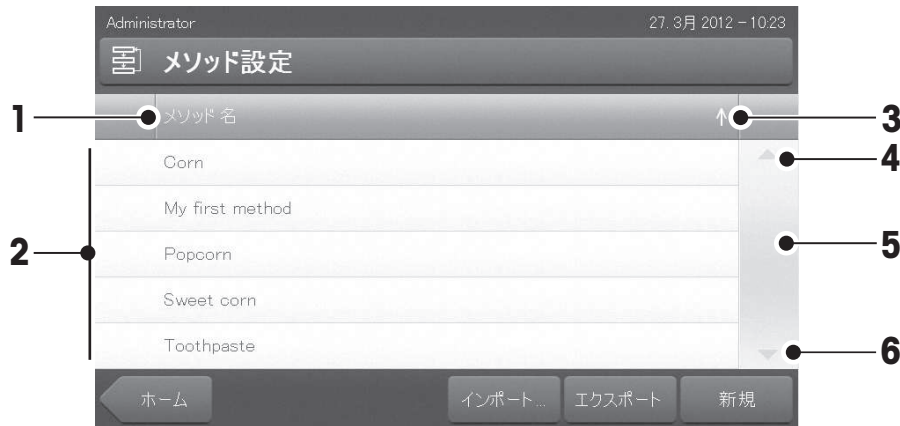 Administrator 27. 3月 2012 - 10:23
メソッド設定
1 メソッド 名 3
4
Corn
My first method
2 Popcorn 5
Sweet corn
Toothpaste 6
ホーム インポート... エクスポート 新規